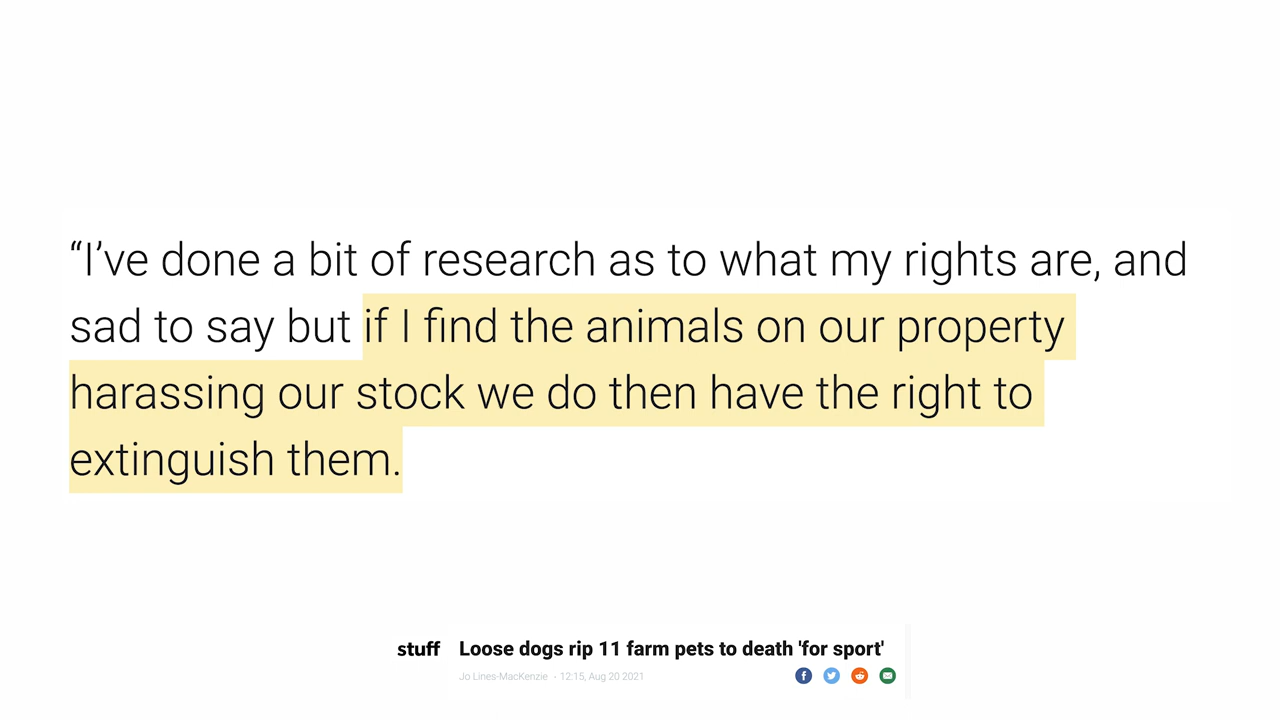 “I’ve done a bit of research as to what my rights are, and
sad to say but if I find the animals on our property
harassing our stock we do then have the right to
extinguish them.
stuff Loose dogs rip 11 farm pets to death 'for sport'
Jo Lines-MacKenzie • 12:15, Aug 20 2021